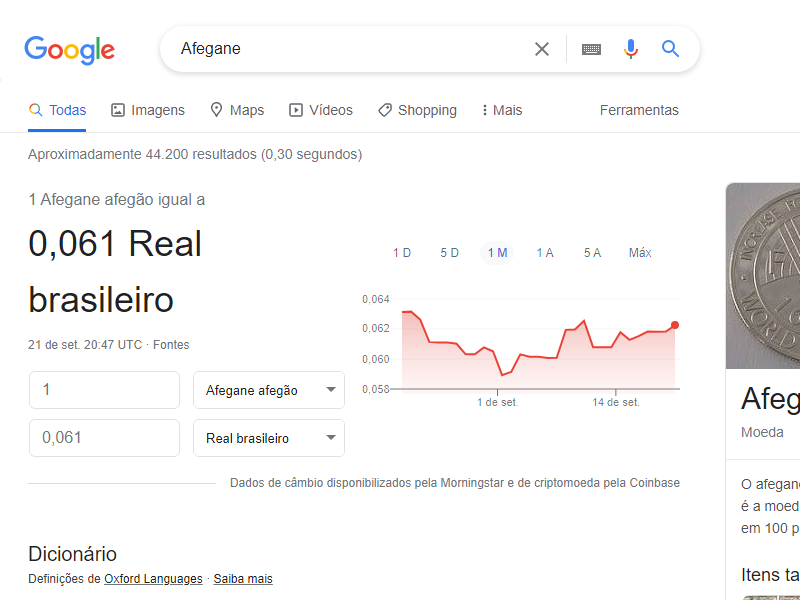 Google
Afegane
Todas Imagens Maps Vídeos Shopping Mais Ferramentas
Aproximadamente 44.200 resultados (0,30 segundos)
1 Afegane afegão igual a
0,061 Real
brasileiro
21 de set. 20:47 UTC · Fontes
1 Afegane afegão
0,061 Real brasileiro
1 D 5 D 1 M 1 A 5 A Máx
0,064
0,062
0,060
0,058
1 de set. 14 de set.
Dados de câmbio disponibilizados pela Morningstar e de criptomoeda pela Coinbase
Dicionário
Definições de Oxford Languages · Saiba mais
INCREASE FO
WORLD
Afeg
Moeda
O afegan
é a moed
em 100 p
Itens ta